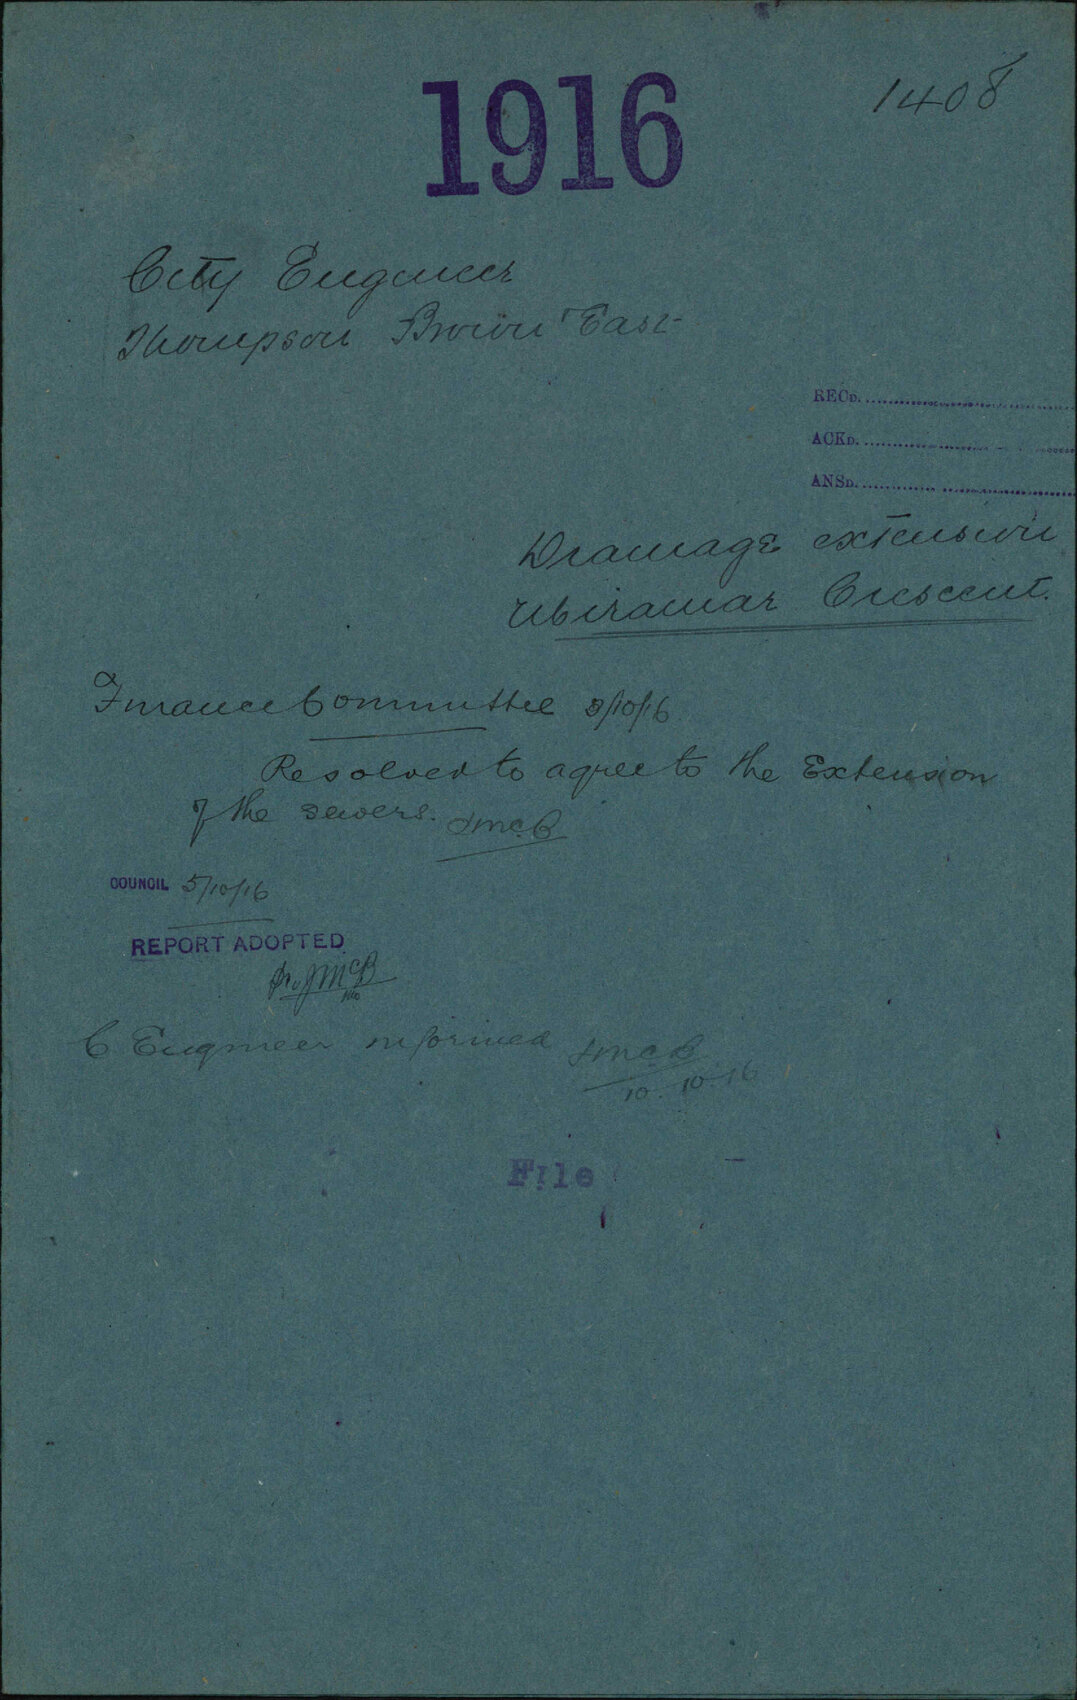 1916
1408
City Engineer
Thompson Brown East
RECD.
ACKD.
ANSD.
Drainage extension
Miramar Crescent.
Finance Committee 3/10/16
Resolved to agree to the Extension
of the sewers. JMcB
COUNCIL 5/10/16
REPORT ADOPTED
JMcB
C Engineer informed JMcB
10.10.16
File